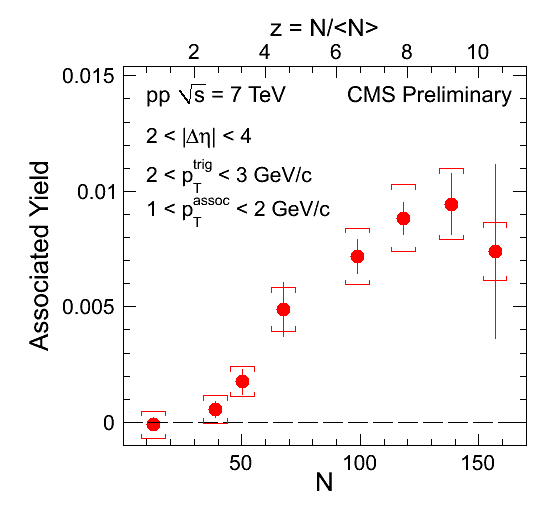 z = N/<N>
2 4 6 8 10
0.015
pp √s = 7 TeV CMS Preliminary
2 < |Δη| < 4
2 < p_T^trig < 3 GeV/c
1 < p_T^assoc < 2 GeV/c
0.01
0.005
0
Associated Yield
50 100 150
N